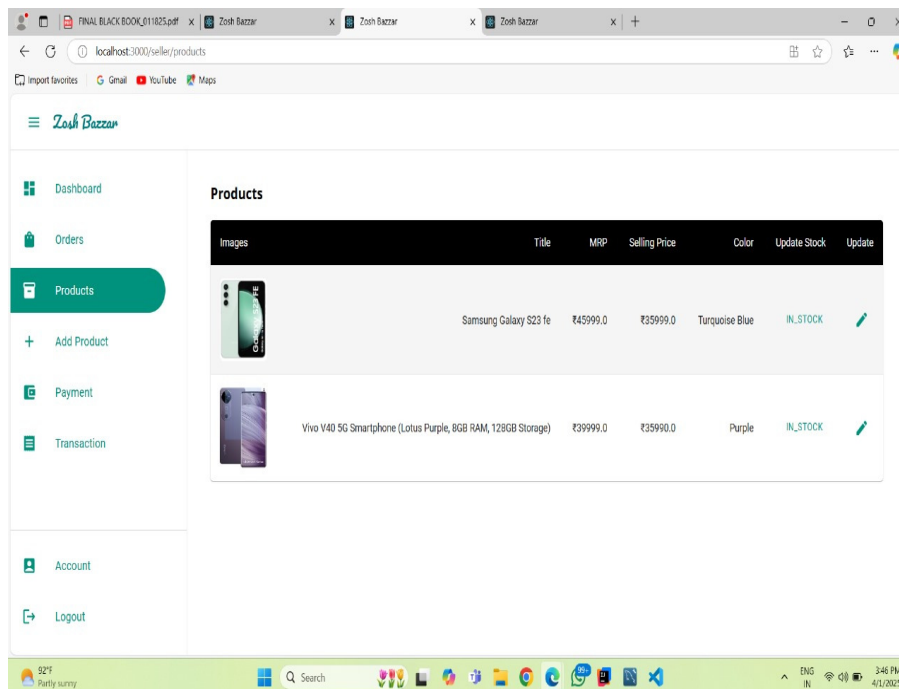 FINAL BLACK BOOK_011825.pdf
Zosh Bazzar
Zosh Bazzar
Zosh Bazzar
localhost:3000/seller/products
Import favorites Gmail YouTube Maps
Zosh Bazzar
Dashboard
Orders
Products
Add Product
Payment
Transaction
Account
Logout
Products
Images Title MRP Selling Price Color Update Stock Update
Samsung Galaxy S23 fe ₹45999.0 ₹35999.0 Turquoise Blue IN_STOCK
Vivo V40 5G Smartphone (Lotus Purple, 8GB RAM, 128GB Storage) ₹39999.0 ₹35990.0 Purple IN_STOCK
92°F
Partly sunny
Search
99+
ENG
IN
3:46 PM
4/1/2025